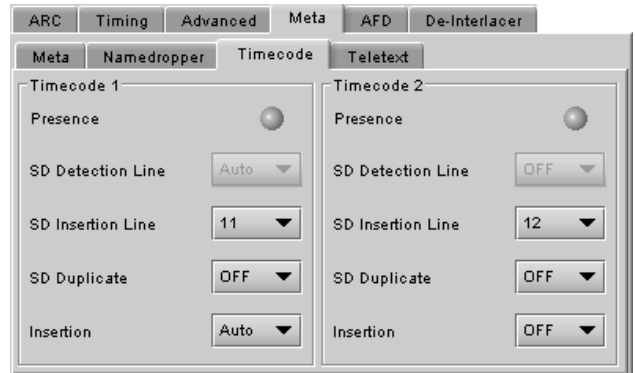 ARC Timing Advanced Meta AFD De-Interlacer
Meta Namedropper Timecode Teletext
Timecode 1 Timecode 2
Presence Presence
SD Detection Line Auto SD Detection Line OFF
SD Insertion Line 11 SD Insertion Line 12
SD Duplicate OFF SD Duplicate OFF
Insertion Auto Insertion OFF